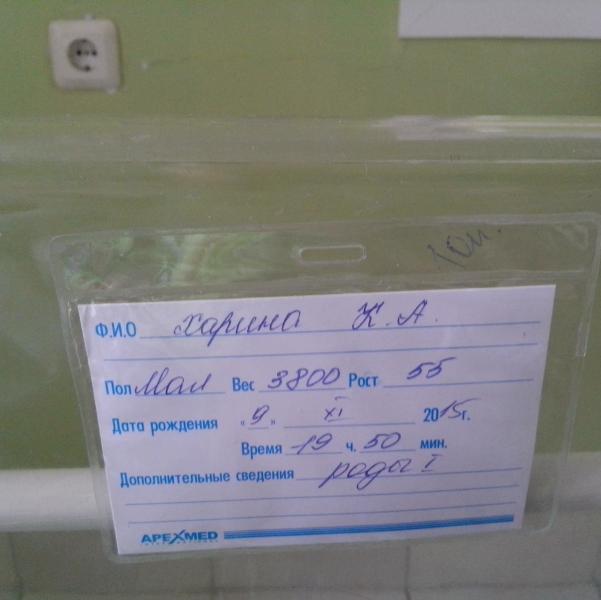 Ф.И.О Харина К. А.
Пол Мал Вес 3800 Рост 55
Дата рождения "9" XI 2015г.
Время 19 ч. 50 мин.
Дополнительные сведения роды I
APEXMED